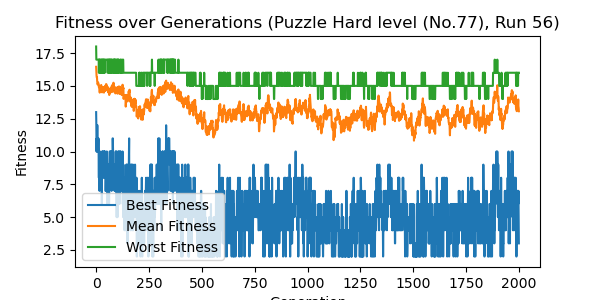 Fitness over Generations (Puzzle Hard level (No.77), Run 56)
Fitness
17.5
15.0
12.5
10.0
7.5
5.0
2.5
Best Fitness
Mean Fitness
Worst Fitness
0 250 500 750 1000 1250 1500 1750 2000
Generation